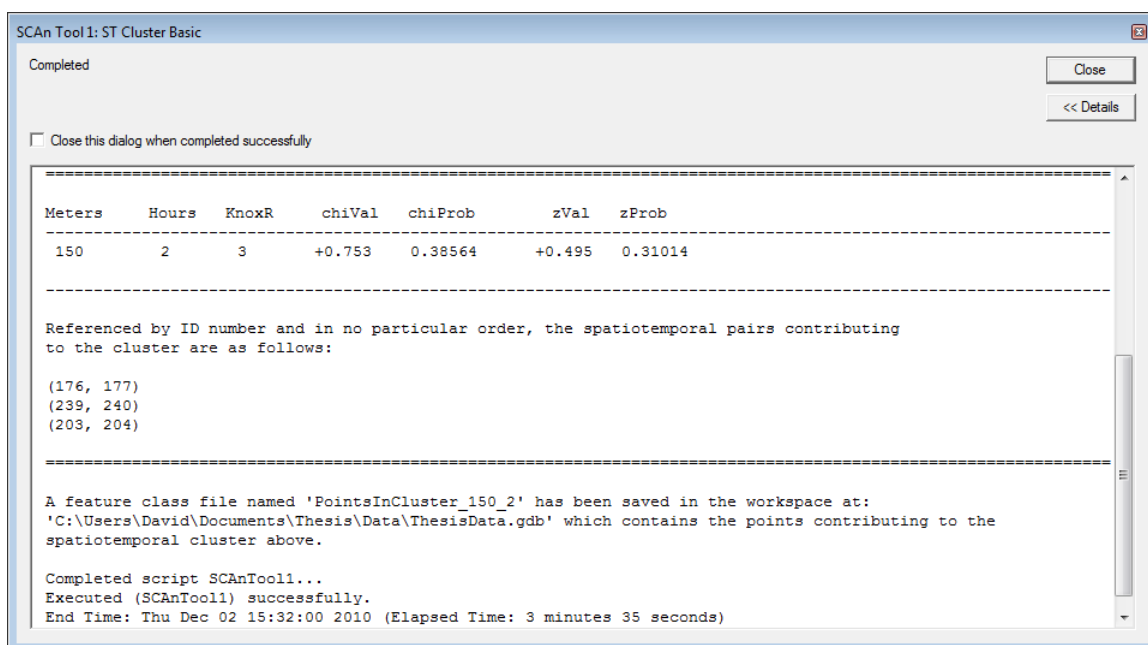 SCAn Tool 1: ST Cluster Basic
Completed
Close
<< Details
Close this dialog when completed successfully
Meters Hours KnoxR chiVal chiProb zVal zProb
150 2 3 +0.753 0.38564 +0.495 0.31014
Referenced by ID number and in no particular order, the spatiotemporal pairs contributing
to the cluster are as follows:
(176, 177)
(239, 240)
(203, 204)
A feature class file named 'PointsInCluster_150_2' has been saved in the workspace at:
'C:\Users\David\Documents\Thesis\Data\ThesisData.gdb' which contains the points contributing to the
spatiotemporal cluster above.
Completed script SCAnTool1...
Executed (SCAnTool1) successfully.
End Time: Thu Dec 02 15:32:00 2010 (Elapsed Time: 3 minutes 35 seconds)